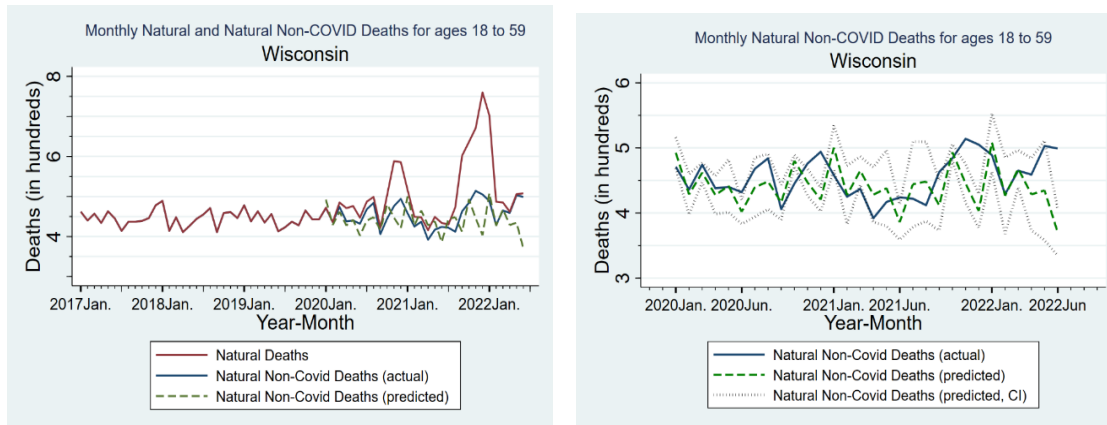 Monthly Natural and Natural Non-COVID Deaths for ages 18 to 59
Wisconsin
Deaths (in hundreds)
8
6
4
2017Jan. 2018Jan. 2019Jan. 2020Jan. 2021Jan. 2022Jan.
Year-Month
Natural Deaths
Natural Non-Covid Deaths (actual)
Natural Non-Covid Deaths (predicted)
Monthly Natural Non-COVID Deaths for ages 18 to 59
Wisconsin
Deaths (in hundreds)
6
5
4
3
2020Jan. 2020Jun. 2021Jan. 2021Jun. 2022Jan. 2022Jun
Year-Month
Natural Non-Covid Deaths (actual)
Natural Non-Covid Deaths (predicted)
Natural Non-Covid Deaths (predicted, CI)